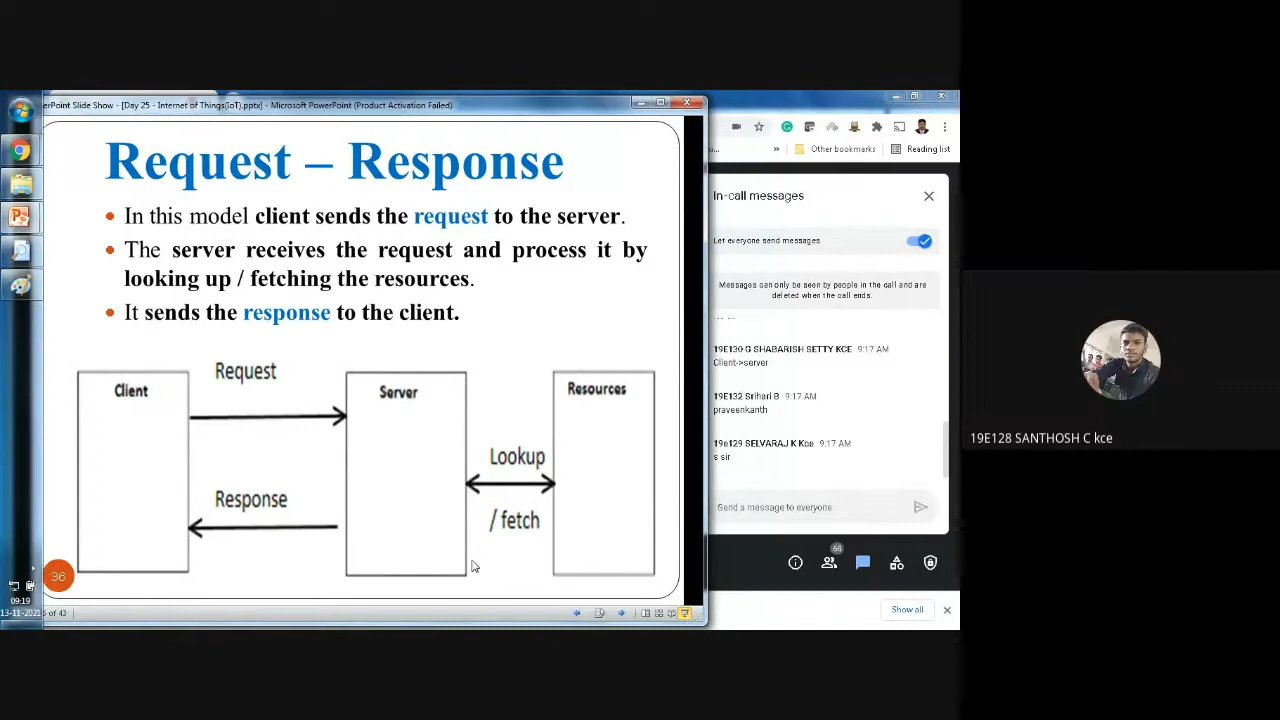 erPoint Slide Show - [Day 25 - Internet of Things(IoT).pptx] - Microsoft PowerPoint (Product Activation Failed)
Request – Response
• In this model client sends the request to the server.
• The server receives the request and process it by
looking up / fetching the resources.
• It sends the response to the client.
Client
Request
Response
Server
Lookup
/ fetch
Resources
36
09:19
13-11-2021
of 43
»
Other bookmarks
Reading list
In-call messages
Let everyone send messages
Messages can only be seen by people in the call and are
deleted when the call ends.
19E130 G SHABARISH SETTY KCE 9:17 AM
Client->server
19E132 Sriheri B 9:17 AM
praveenkanth
19e129 SELVARAJ K Kce 9:17 AM
s sir
Send a message to everyone
68
Show all
19E128 SANTHOSH C kce